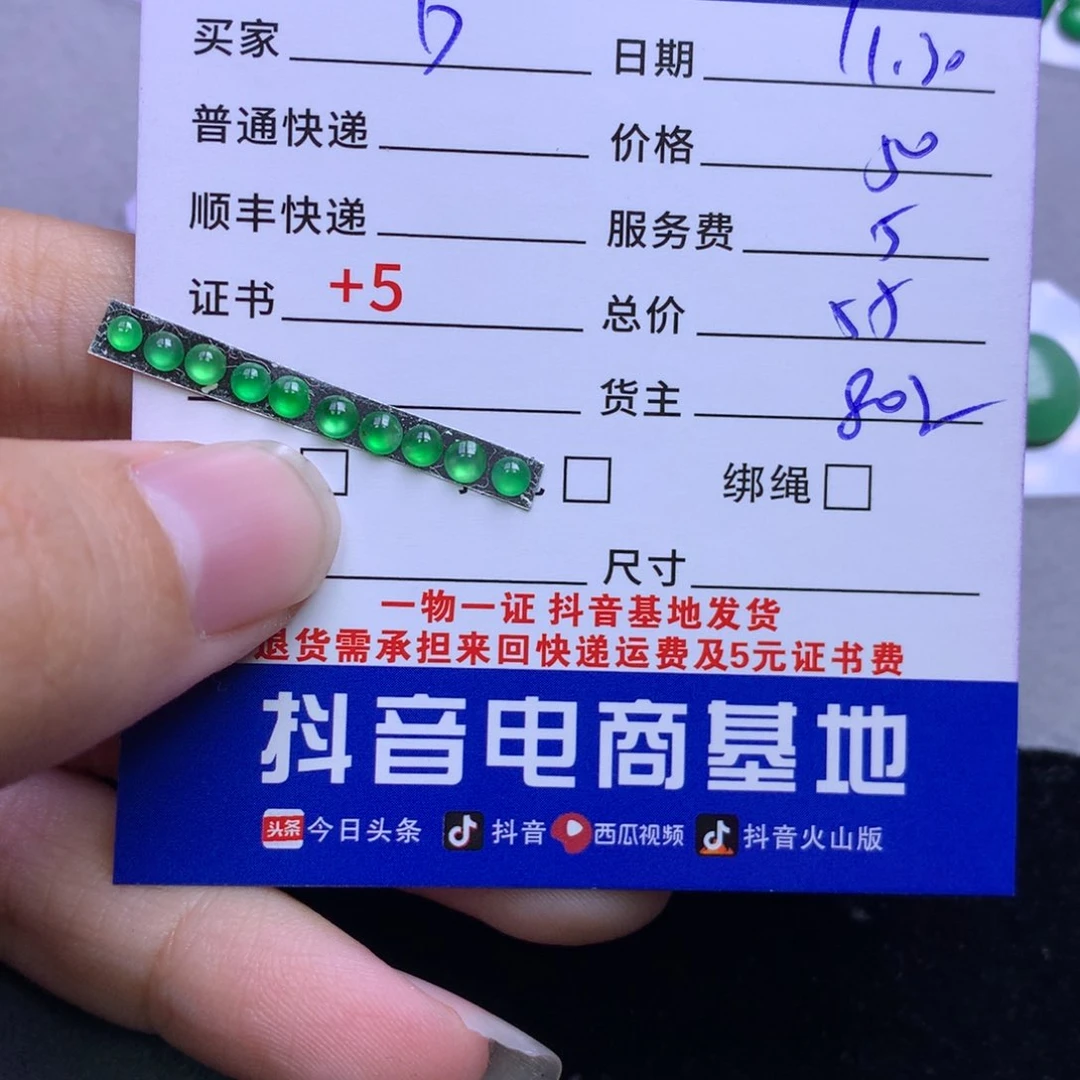 买家 日期 11.30
普通快递 价格 50
顺丰快递 服务费 5
证书 +5 总价 55
货主 802
绑绳
尺寸
一物一证 抖音基地发货
退货需承担来回快递运费及5元证书费
抖音电商基地
头条 今日头条 抖音 西瓜视频 抖音火山版